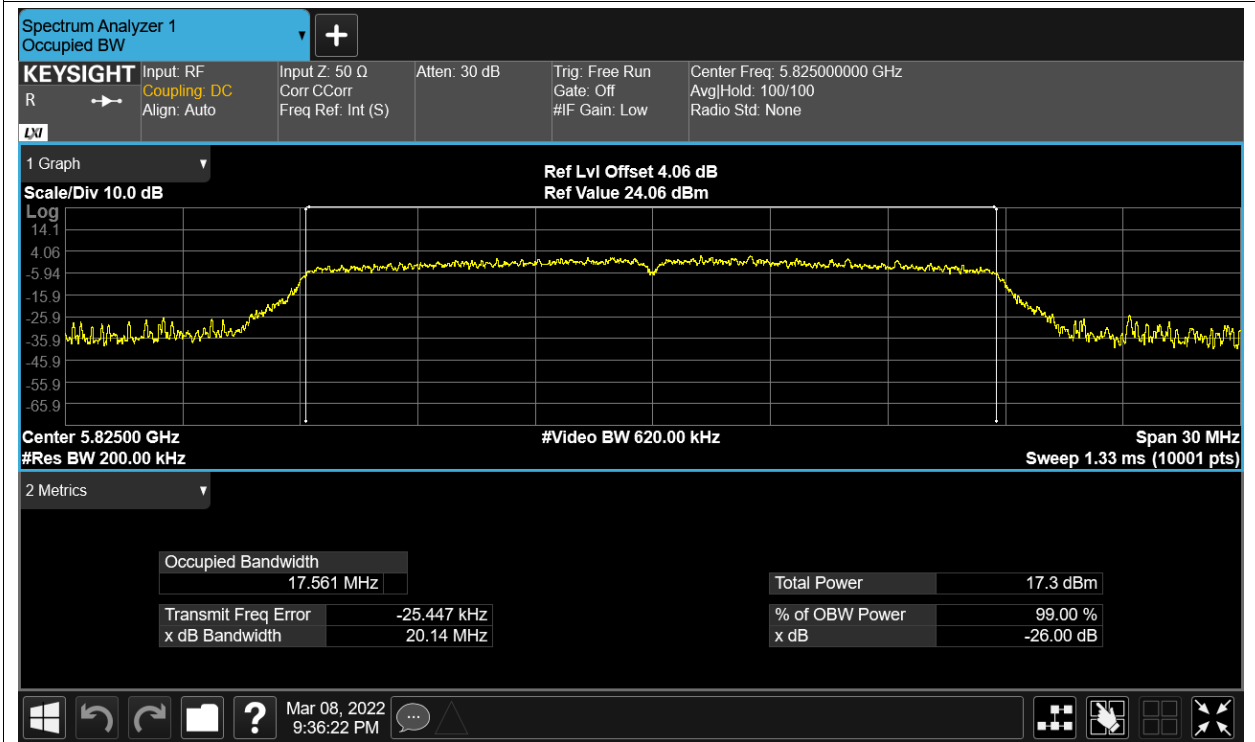 Spectrum Analyzer 1
Occupied BW
KEYSIGHT
R
LXI
Input: RF
Coupling: DC
Align: Auto
Input Z: 50 Ω
Corr CCorr
Freq Ref: Int (S)
Atten: 30 dB
Trig: Free Run
Gate: Off
#IF Gain: Low
Center Freq: 5.825000000 GHz
Avg|Hold: 100/100
Radio Std: None
1 Graph
Scale/Div 10.0 dB
Ref Lvl Offset 4.06 dB
Ref Value 24.06 dBm
Log
14.1
4.06
-5.94
-15.9
-25.9
-35.9
-45.9
-55.9
-65.9
Center 5.82500 GHz
#Res BW 200.00 kHz
#Video BW 620.00 kHz
Span 30 MHz
Sweep 1.33 ms (10001 pts)
2 Metrics
Occupied Bandwidth
17.561 MHz
Transmit Freq Error -25.447 kHz
x dB Bandwidth 20.14 MHz
Total Power 17.3 dBm
% of OBW Power 99.00 %
x dB -26.00 dB
?
Mar 08, 2022
9:36:22 PM